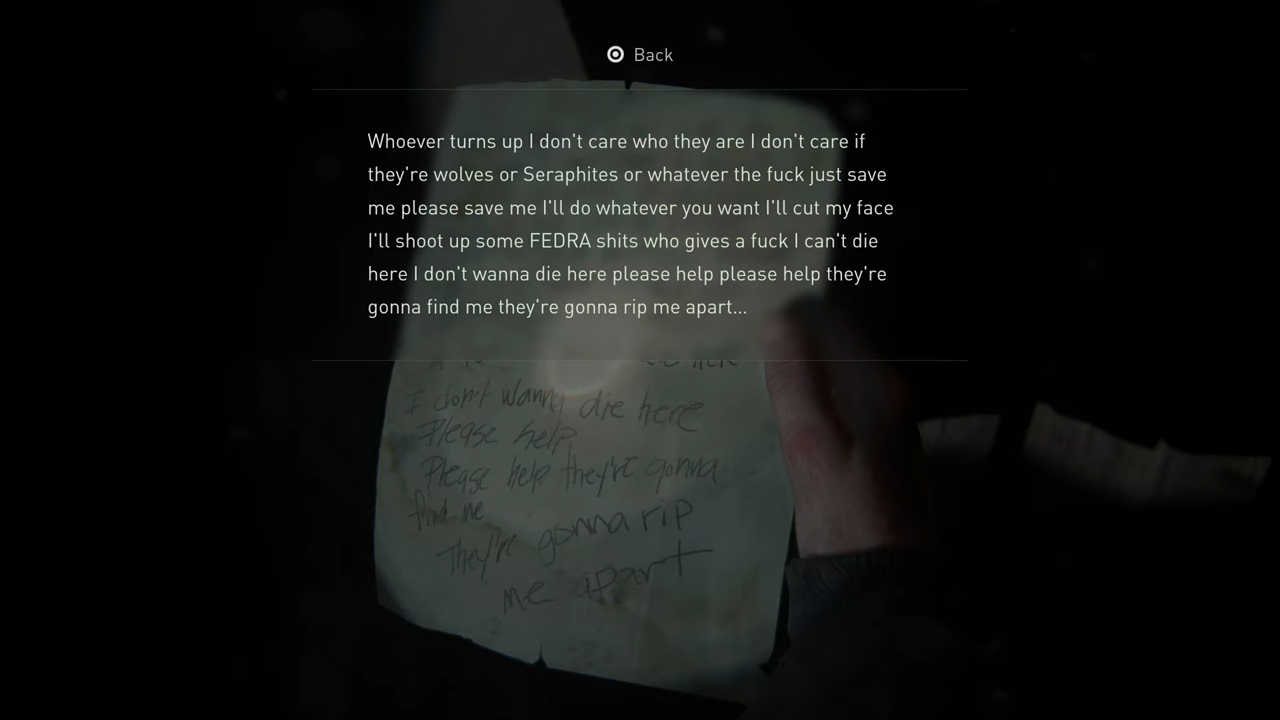 Back
Whoever turns up I don't care who they are I don't care if
they're wolves or Seraphites or whatever the fuck just save
me please save me I'll do whatever you want I'll cut my face
I'll shoot up some FEDRA shits who gives a fuck I can't die
here I don't wanna die here please help please help they're
gonna find me they're gonna rip me apart...
here
I don't wanna die here
Please help
Please help they're gonna
find me
They're gonna rip
me apart